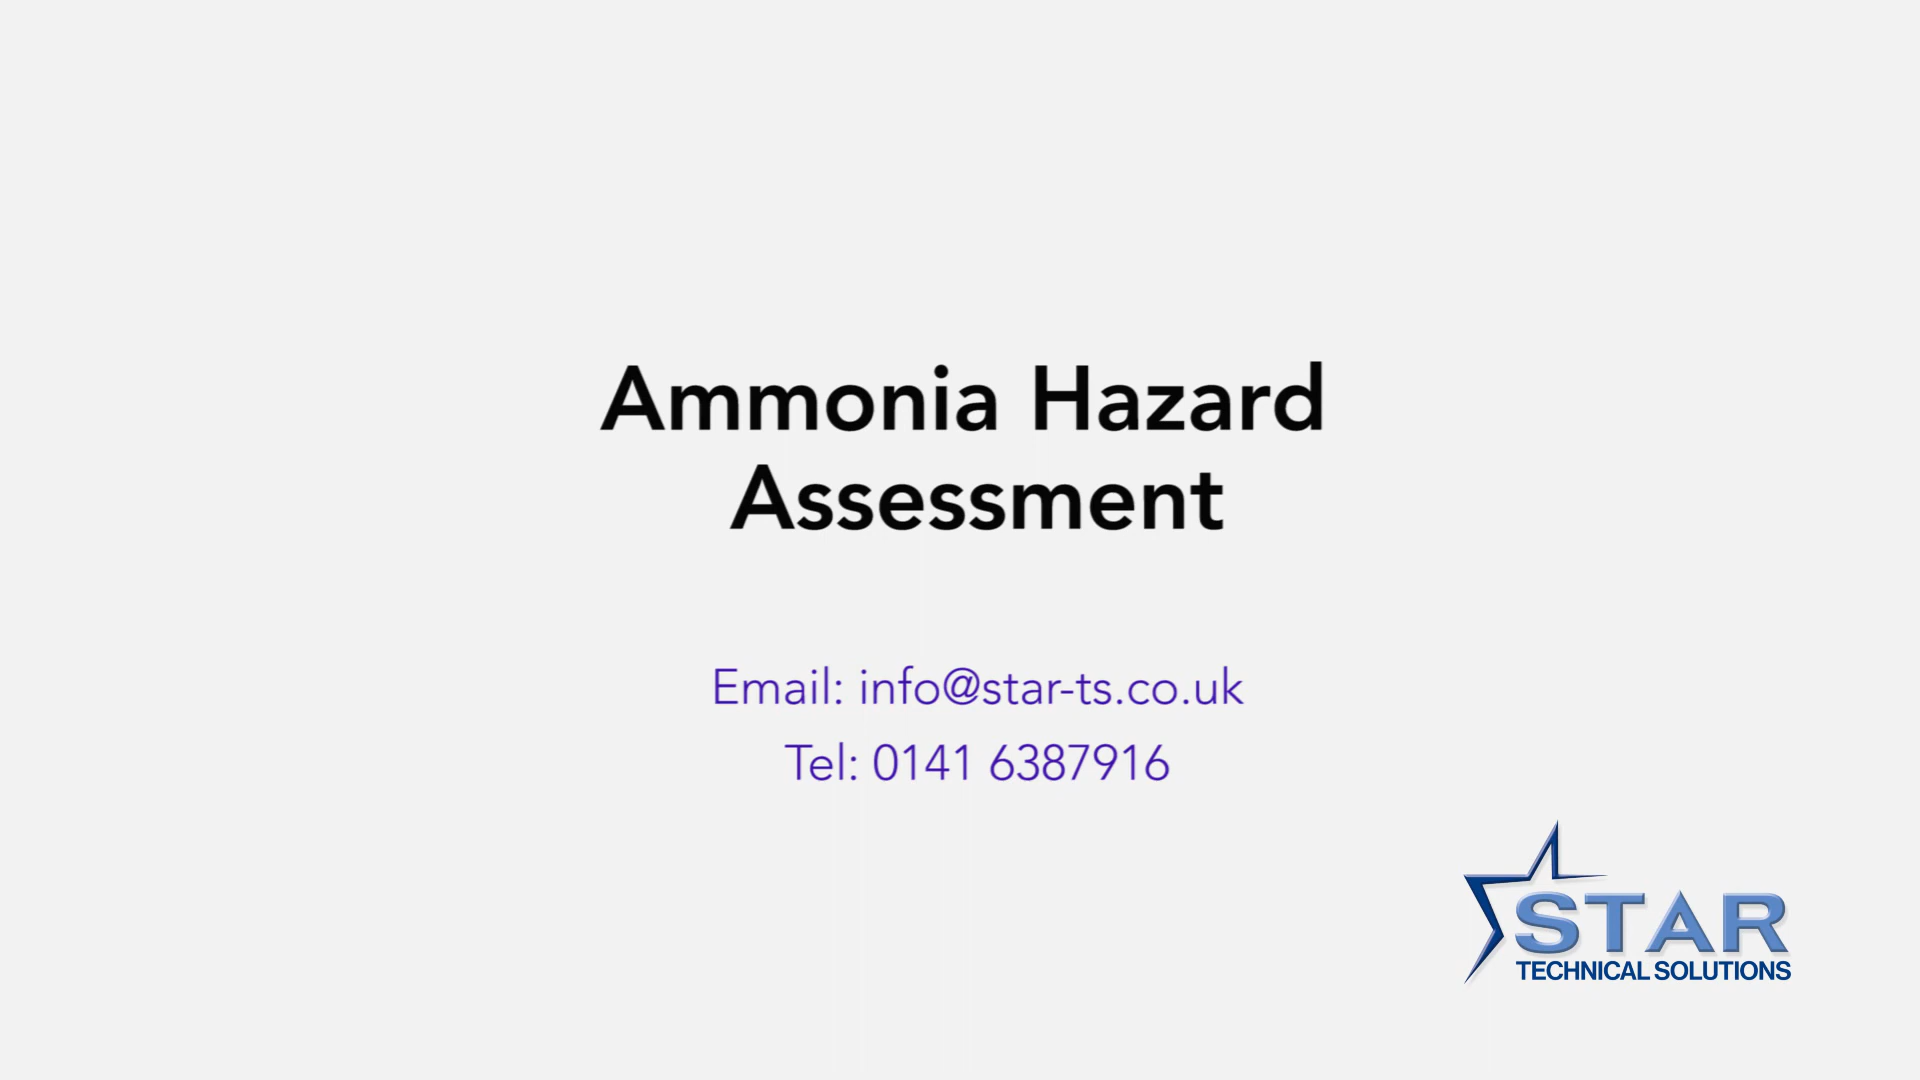 Ammonia Hazard
Assessment
Email: info@star-ts.co.uk
Tel: 0141 6387916
STAR
TECHNICAL SOLUTIONS